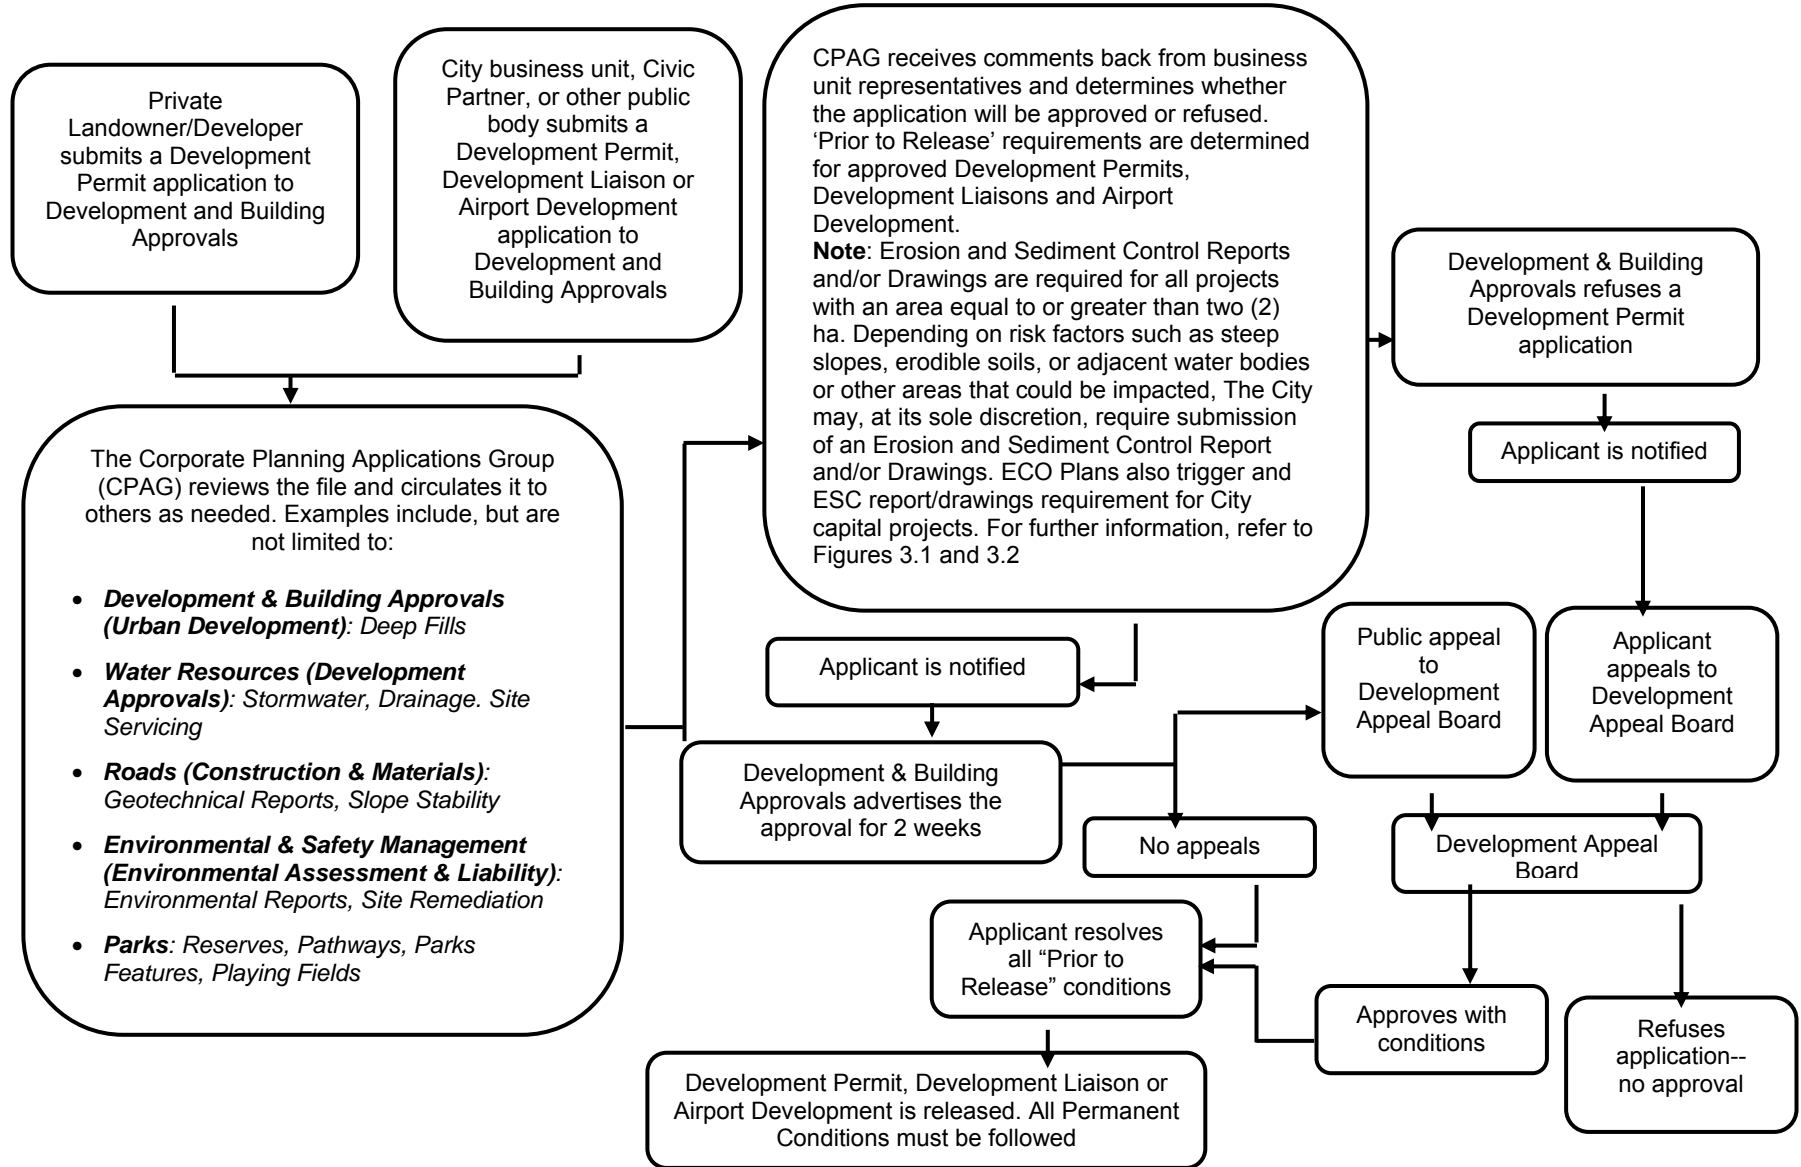 Private
Landowner/Developer
submits a Development
Permit application to
Development and Building
Approvals
City business unit, Civic
Partner, or other public
body submits a
Development Permit,
Development Liaison or
Airport Development
application to
Development and
Building Approvals
CPAG receives comments back from business
unit representatives and determines whether
the application will be approved or refused.
‘Prior to Release’ requirements are determined
for approved Development Permits,
Development Liaisons and Airport
Development.
Note: Erosion and Sediment Control Reports
and/or Drawings are required for all projects
with an area equal to or greater than two (2)
ha. Depending on risk factors such as steep
slopes, erodible soils, or adjacent water bodies
or other areas that could be impacted, The City
may, at its sole discretion, require submission
of an Erosion and Sediment Control Report
and/or Drawings. ECO Plans also trigger and
ESC report/drawings requirement for City
capital projects. For further information, refer to
Figures 3.1 and 3.2
Development & Building
Approvals refuses a
Development Permit
application
Applicant is notified
The Corporate Planning Applications Group
(CPAG) reviews the file and circulates it to
others as needed. Examples include, but are
not limited to:
• Development & Building Approvals
(Urban Development): Deep Fills
• Water Resources (Development
Approvals): Stormwater, Drainage. Site
Servicing
• Roads (Construction & Materials):
Geotechnical Reports, Slope Stability
• Environmental & Safety Management
(Environmental Assessment & Liability):
Environmental Reports, Site Remediation
• Parks: Reserves, Pathways, Parks
Features, Playing Fields
Applicant is notified
Development & Building
Approvals advertises the
approval for 2 weeks
Public appeal
to
Development
Appeal Board
Applicant
appeals to
Development
Appeal Board
No appeals
Development Appeal
Board
Applicant resolves
all “Prior to
Release” conditions
Approves with
conditions
Refuses
application--
no approval
Development Permit, Development Liaison or
Airport Development is released. All Permanent
Conditions must be followed